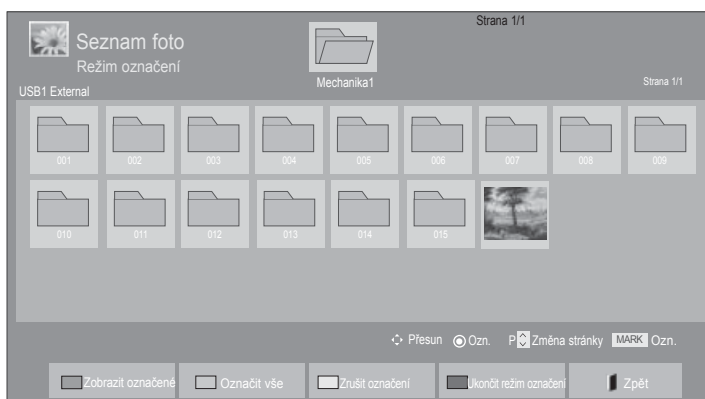 Strana 1/1
Seznam foto
Režim označení
Mechanika1
USB1 External
Strana 1/1
001 002 003 004 005 006 007 008 009
010 011 012 013 014 015
Přesun Ozn. P Změna stránky MARK Ozn.
Zobrazit označené Označit vše Zrušit označení Ukončit režim označení Zpět